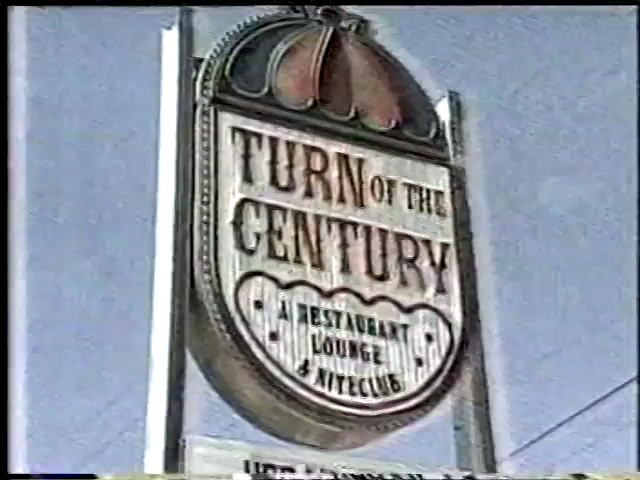 TURN OF THE
CENTURY
A RESTAURANT
LOUNGE
& NITECLUB